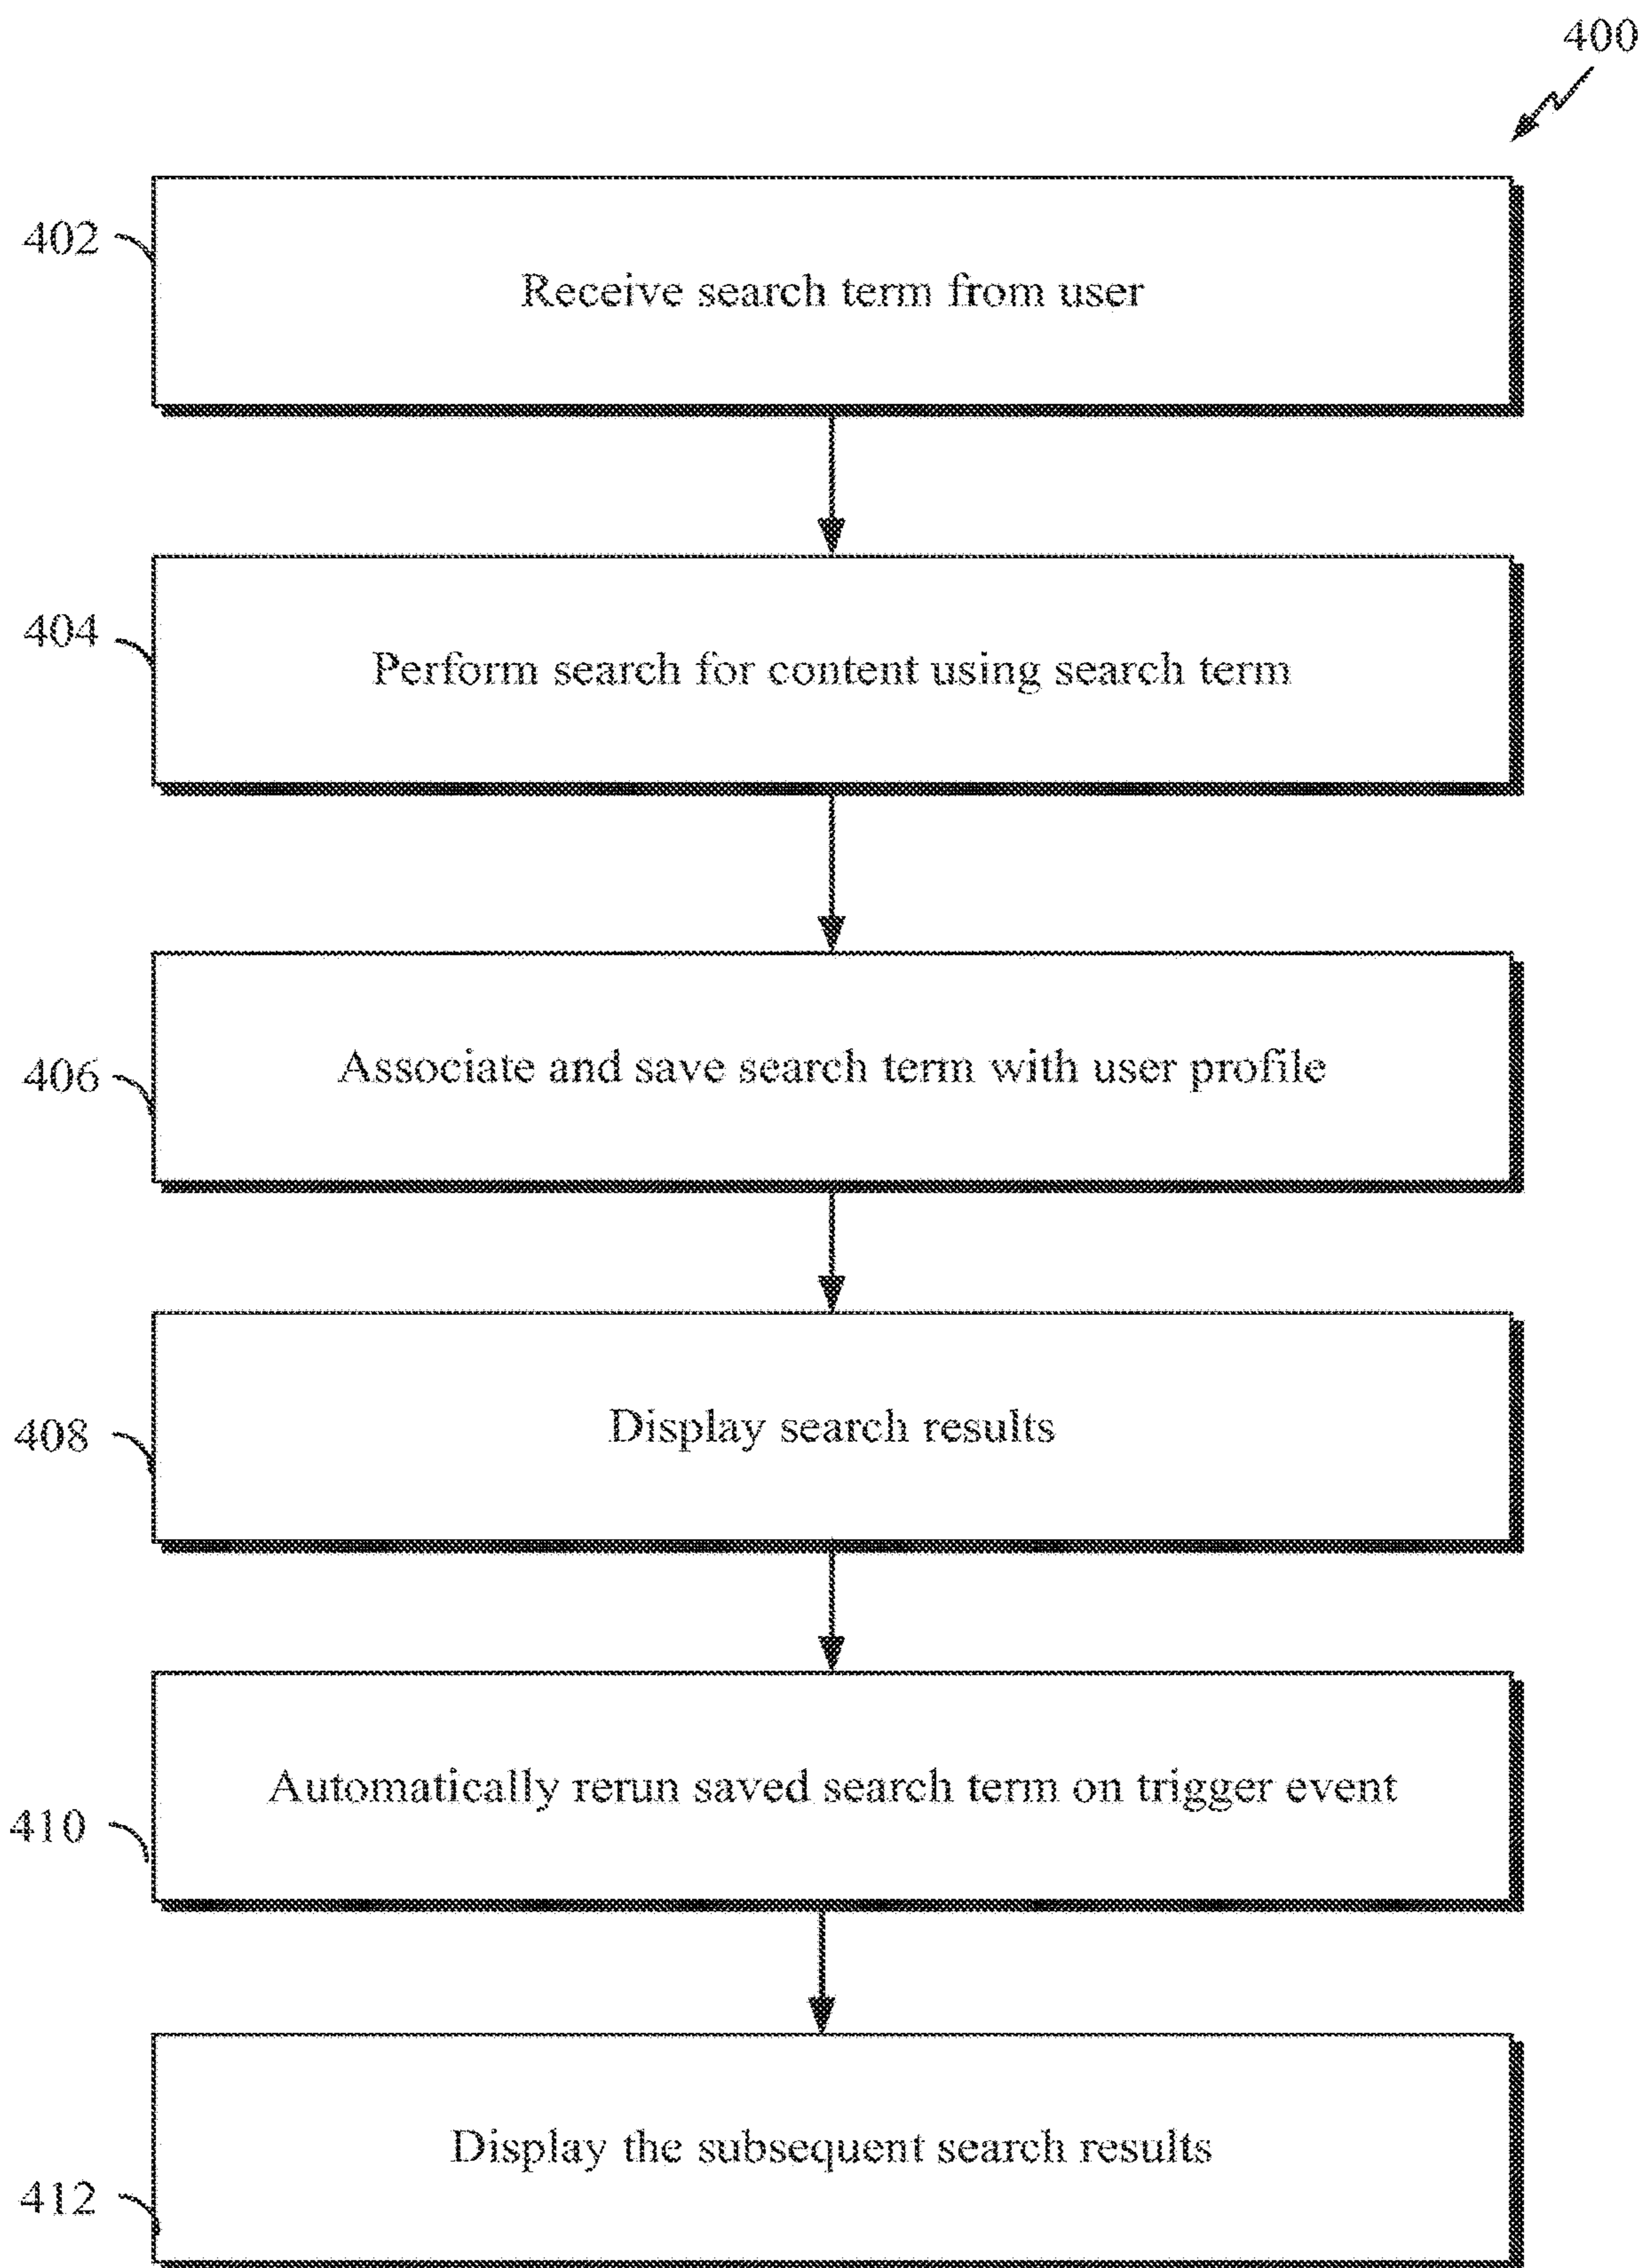 400
402
Receive search term from user
404
Perform search for content using search term
406
Associate and save search term with user profile
408
Display search results
410
Automatically rerun saved search term on trigger event
412
Display the subsequent search results